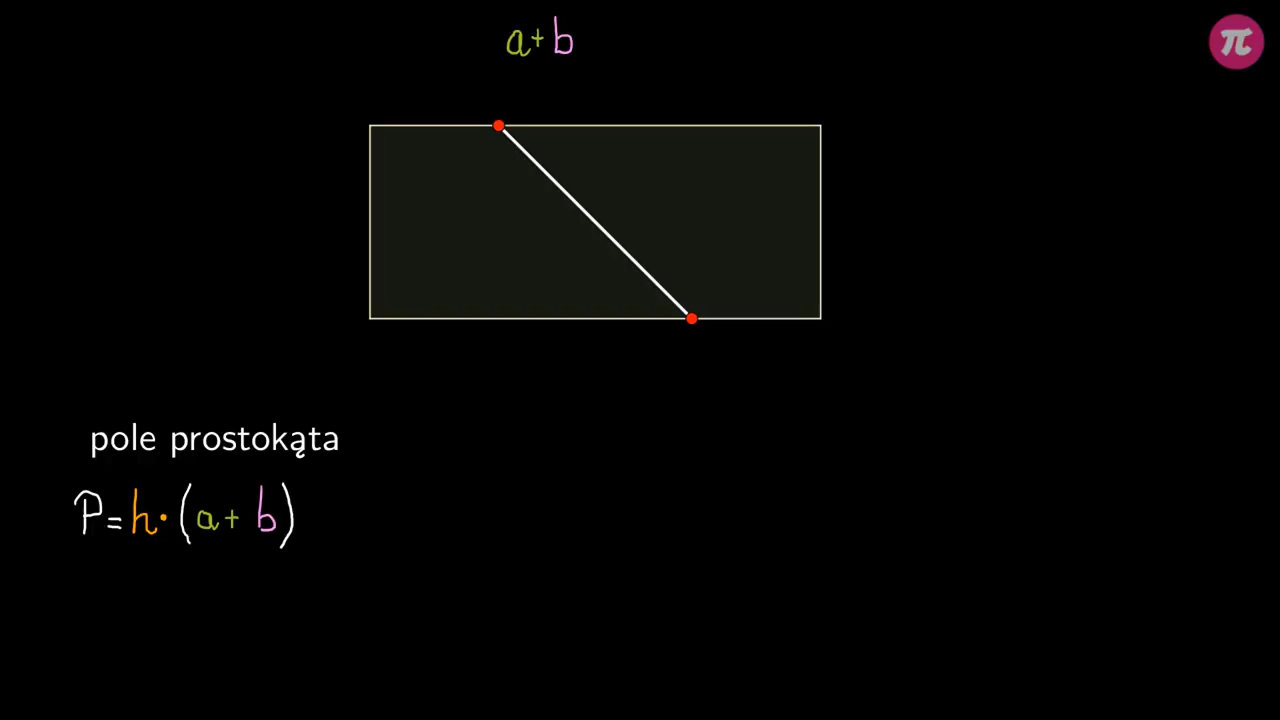 a+b
π
pole prostokąta
P=h·(a+b)